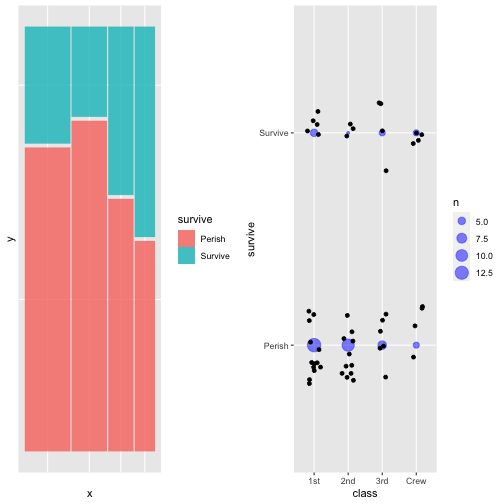 y
x
survive
Perish
Survive
survive
Survive
Perish
1st 2nd 3rd Crew
class
n
5.0
7.5
10.0
12.5